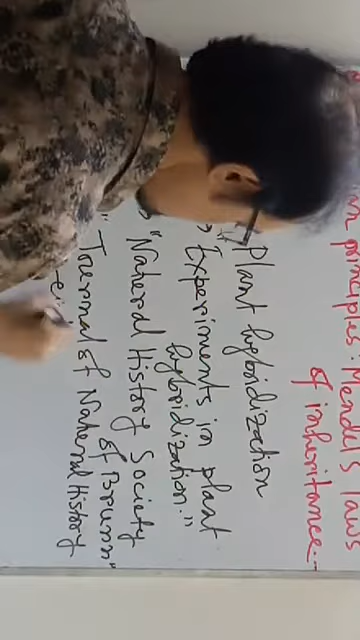 principles. Mendel's laws
of inheritance.
Plant hybridization
" Experiments in plant
hybridization."
"Natural History Society
of Brunn"
"Journal of Natural History